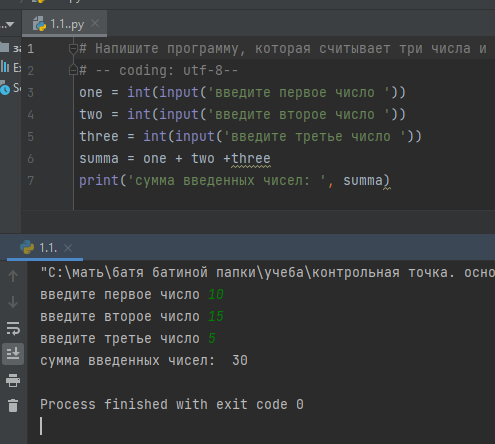 1.1..py
1 # Напишите программу, которая считывает три числа и
2 # -- coding: utf-8--
3 one = int(input('введите первое число '))
4 two = int(input('введите второе число '))
5 three = int(input('введите третье число '))
6 summa = one + two +three
7 print('сумма введенных чисел: ', summa)
1.1.
"C:\мать\батя батиной папки\учеба\контрольная точка. осно
введите первое число 10
введите второе число 15
введите третье число 5
сумма введенных чисел:  30
Process finished with exit code 0